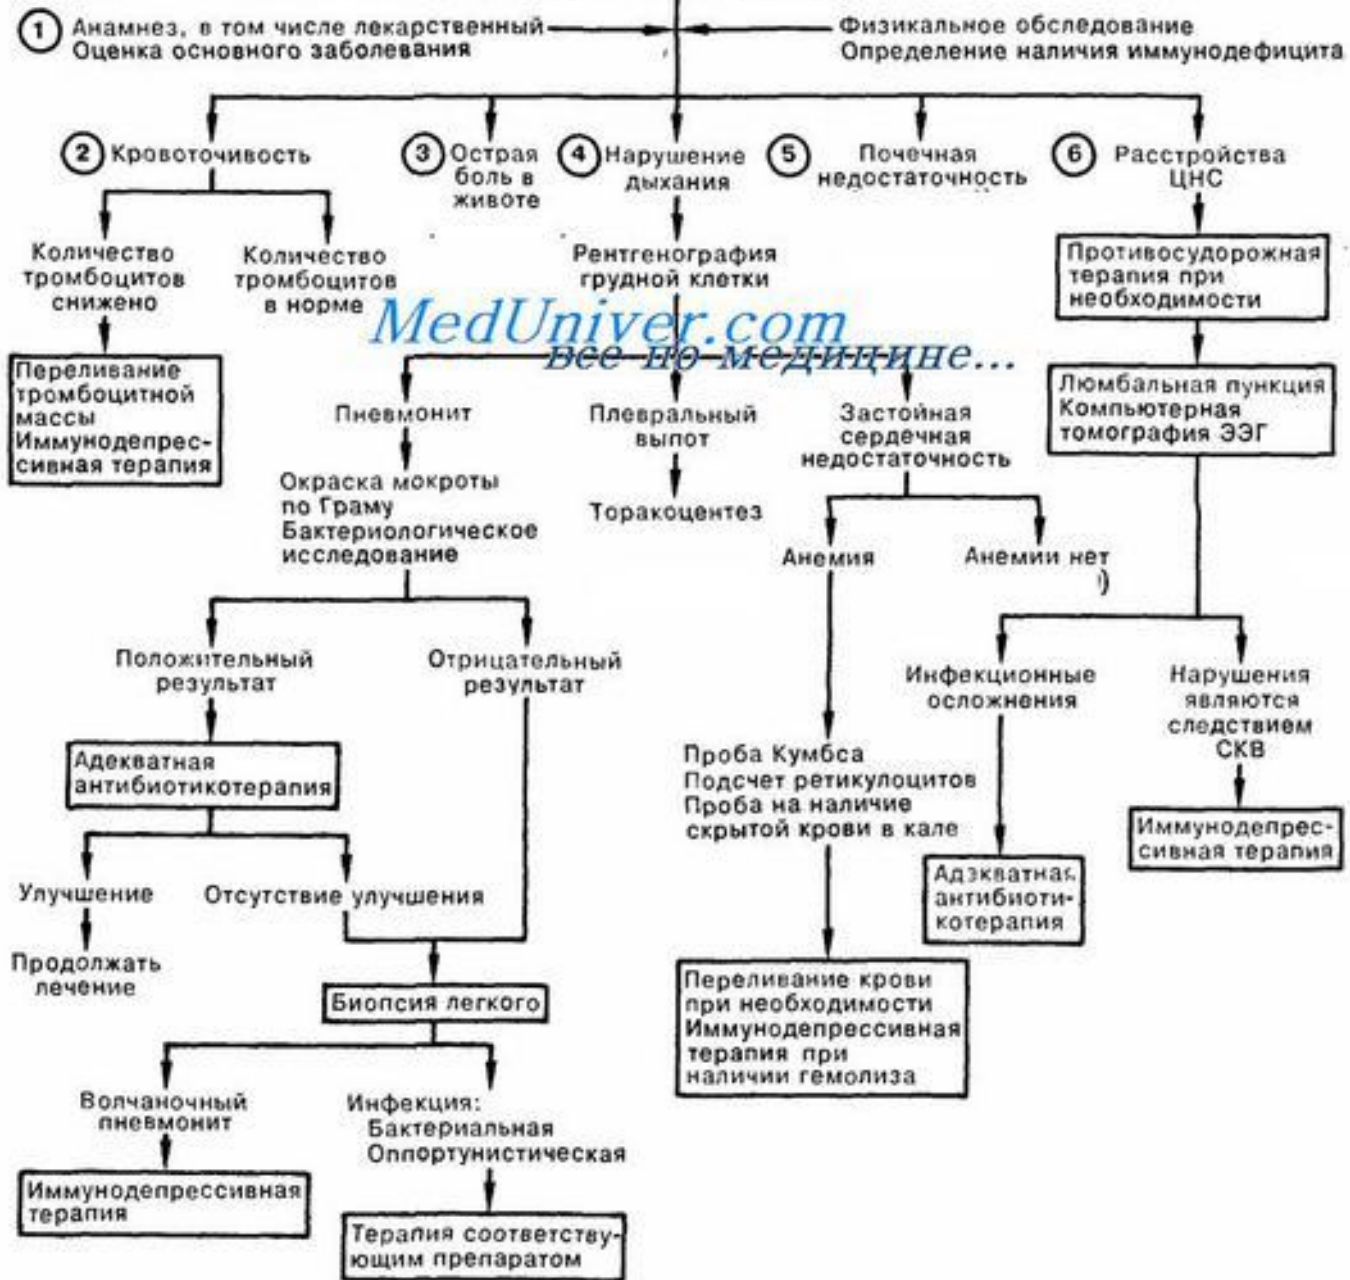 1 Анамнез, в том числе лекарственный
Оценка основного заболевания
Физикальное обследование
Определение наличия иммунодефицита
2 Кровоточивость
3 Острая
боль в
животе
4 Нарушение
дыхания
5 Почечная
недостаточность
6 Расстройства
ЦНС
Количество
тромбоцитов
снижено
Количество
тромбоцитов
в норме
Рентгенография
грудной клетки
Противосудорожная
терапия при
необходимости
MedUniver.com
все по медицине...
Переливание
тромбоцитной
массы
Иммунодепрес-
сивная терапия
Пневмонит
Плевральный
выпот
Застойная
сердечная
недостаточность
Люмбальная пункция
Компьютерная
томография ЭЭГ
Окраска мокроты
по Граму
Бактериологическое
исследование
Торакоцентез
Анемия
Анемии нет
Положительный
результат
Отрицательный
результат
Инфекционные
осложнения
Нарушения
являются
следствием
СКВ
Адекватная
антибиотикотерапия
Проба Кумбса
Подсчет ретикулоцитов
Проба на наличие
скрытой крови в кале
Иммунодепрес-
сивная терапия
Улучшение
Отсутствие улучшения
Адэкватная
антибиоти-
котерапия
Продолжать
лечение
Биопсия легкого
Переливание крови
при необходимости
Иммунодепрессивная
терапия при
наличии гемолиза
Волчаночный
пневмонит
Инфекция:
Бактериальная
Оппортунистическая
Иммунодепрессивная
терапия
Терапия соответству-
ющим препаратом